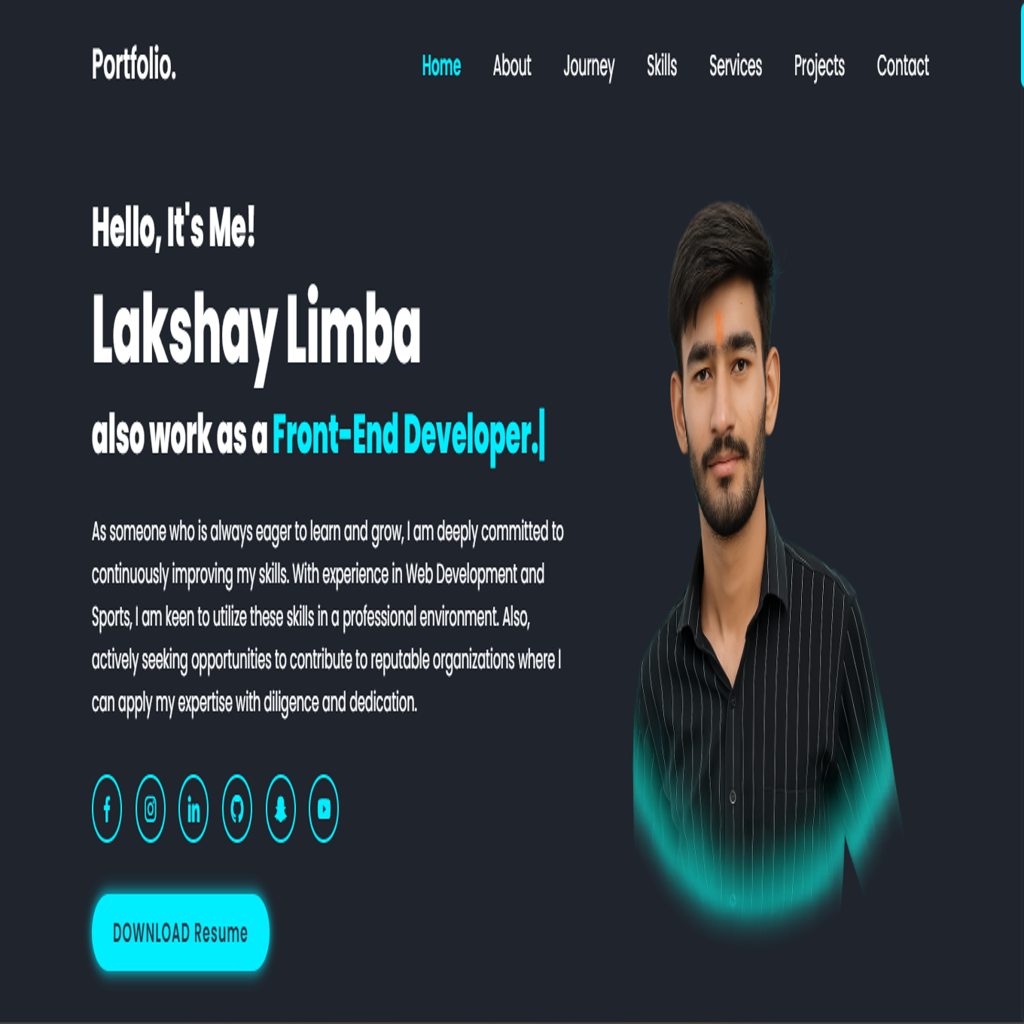 Portfolio.
Home About Journey Skills Services Projects Contact
Hello, It's Me!
Lakshay Limba
also work as a Front-End Developer.|
As someone who is always eager to learn and grow, I am deeply committed to
continuously improving my skills. With experience in Web Development and
Sports, I am keen to utilize these skills in a professional environment. Also,
actively seeking opportunities to contribute to reputable organizations where I
can apply my expertise with diligence and dedication.
DOWNLOAD Resume